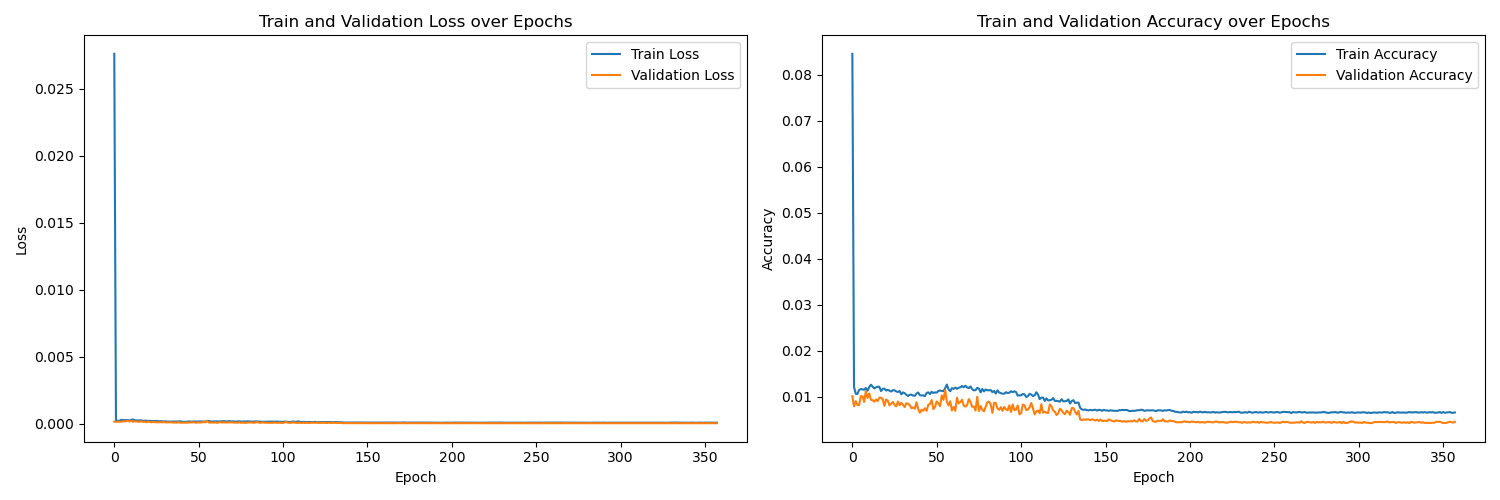 Train and Validation Loss over Epochs
Train Loss
Validation Loss
0.025
0.020
0.015
0.010
0.005
0.000
Loss
0 50 100 150 200 250 300 350
Epoch
Train and Validation Accuracy over Epochs
Train Accuracy
Validation Accuracy
0.08
0.07
0.06
0.05
0.04
0.03
0.02
0.01
Accuracy
0 50 100 150 200 250 300 350
Epoch